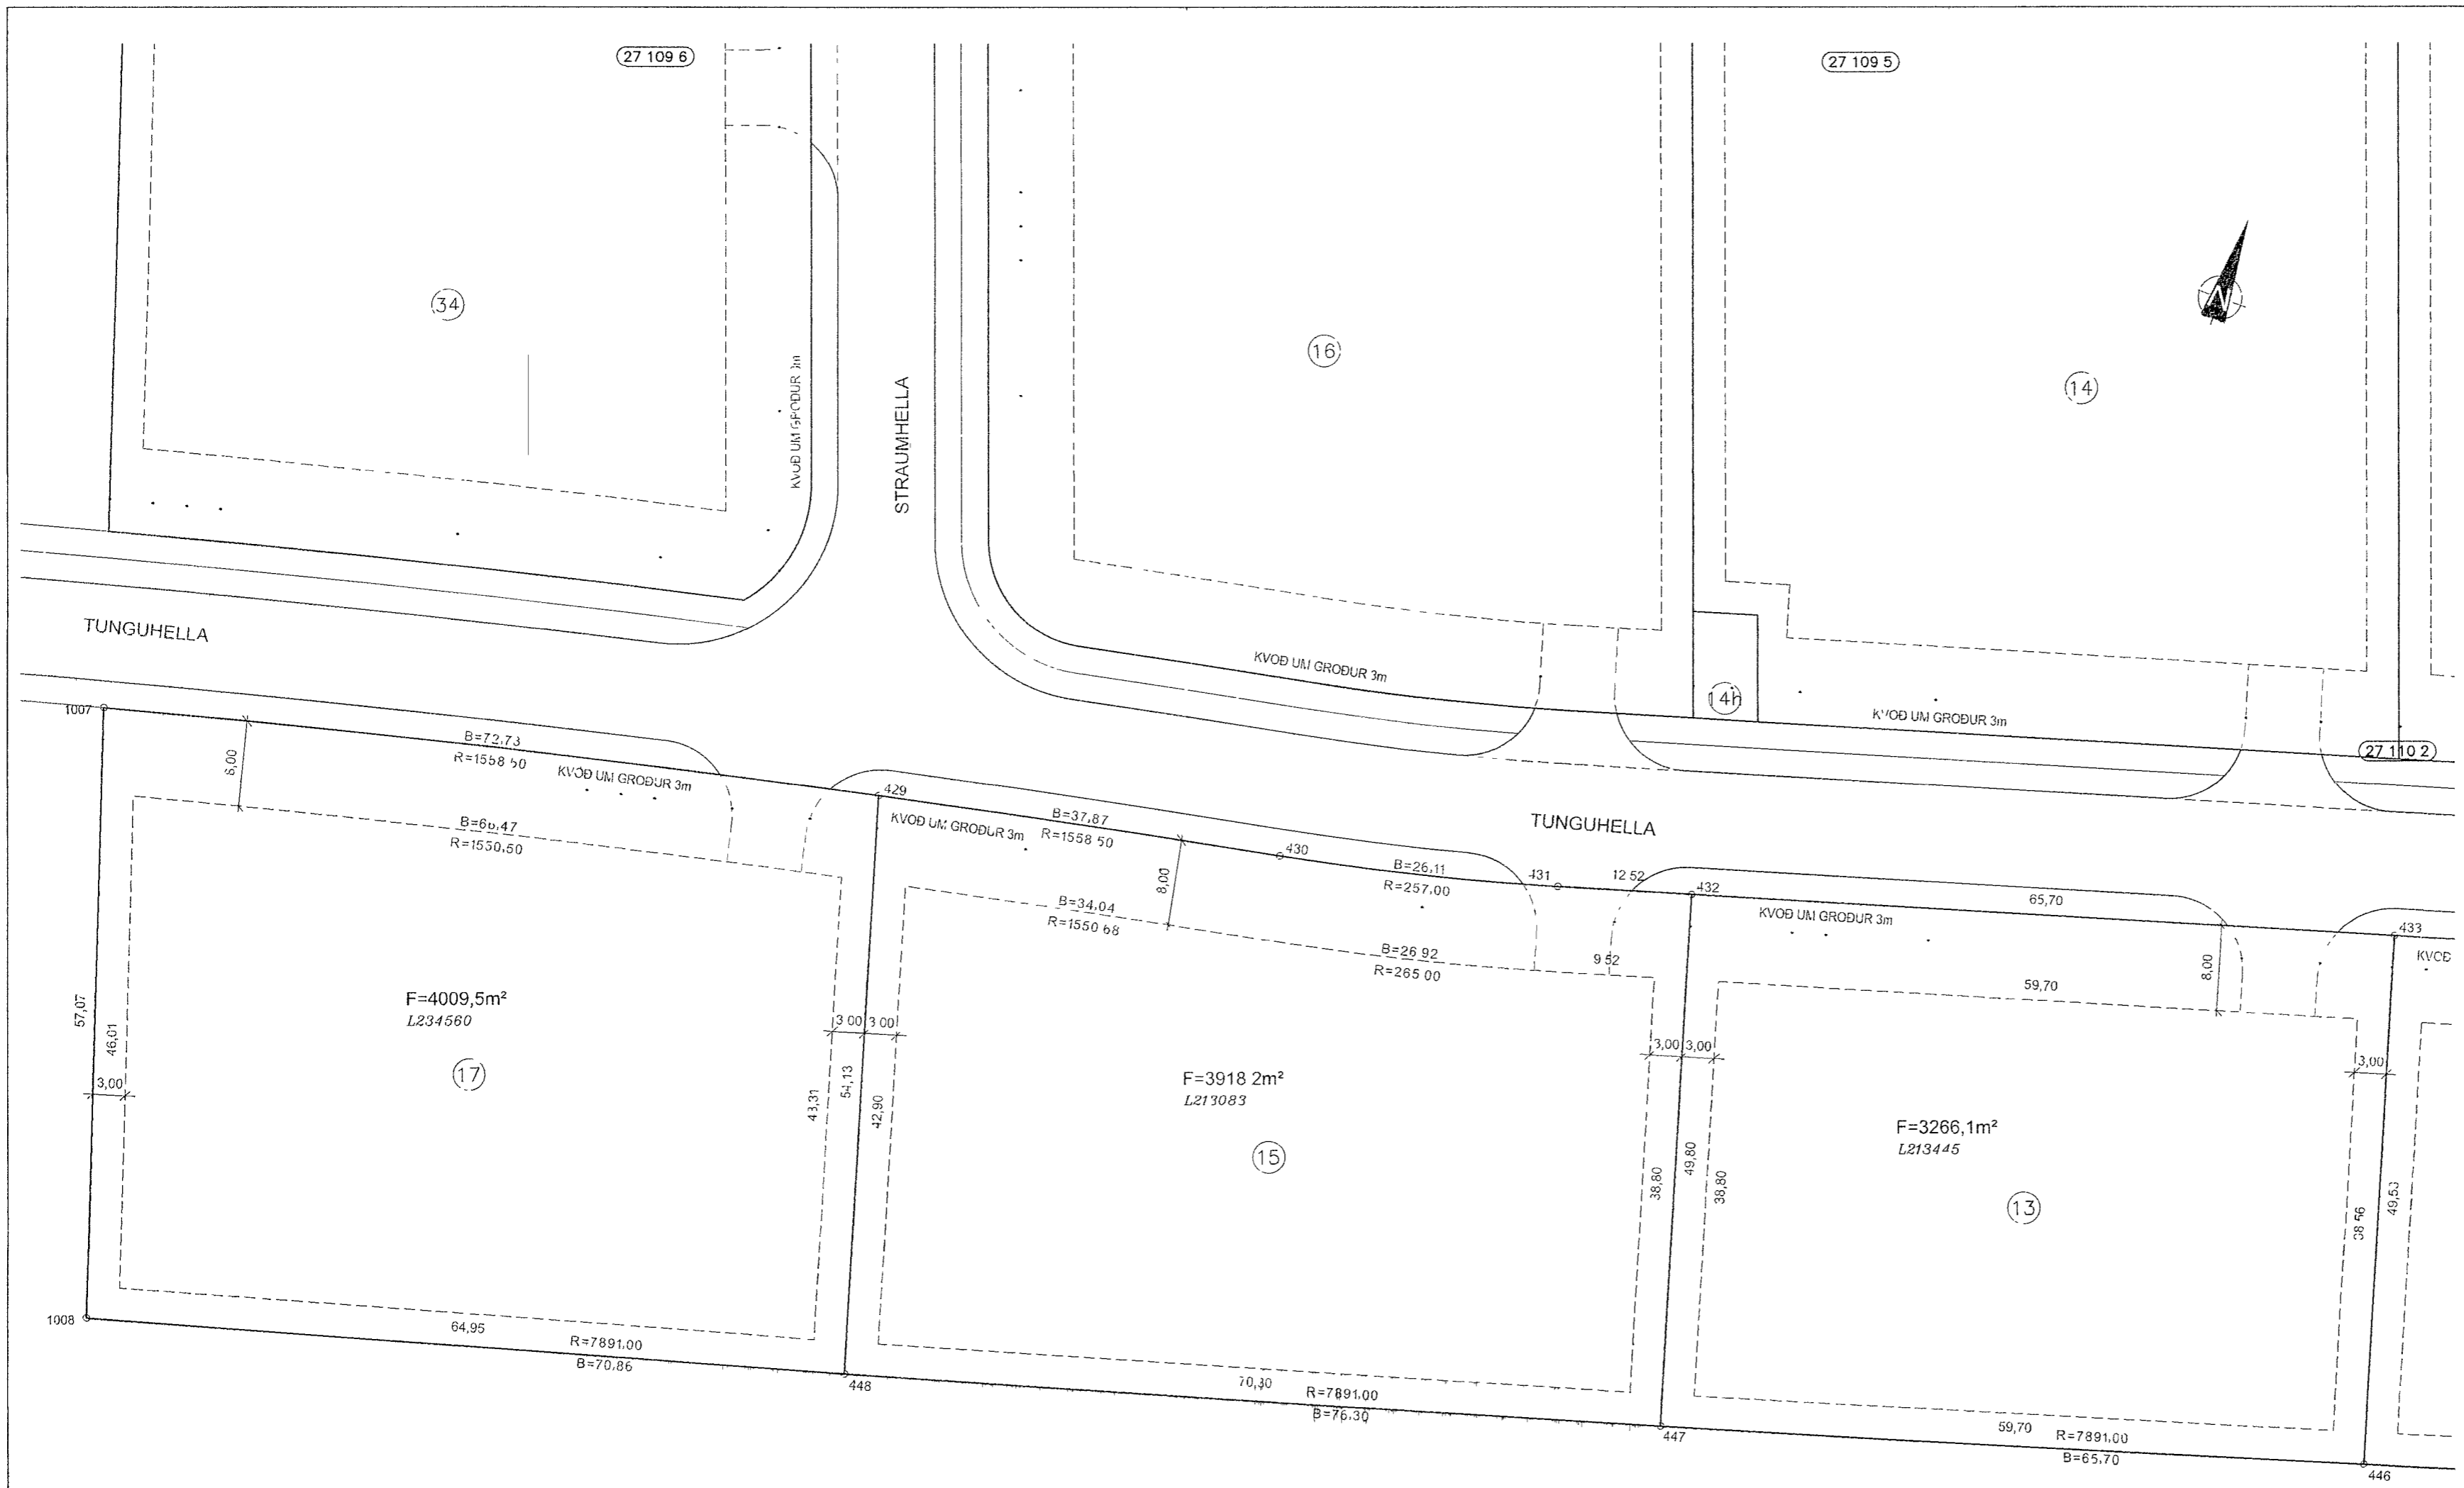 27 109 6
27 109 5
34
16
14
N
KVOÐ UM GROÐUR 3m
STRAUMHELLA
TUNGUHELLA
KVOÐ UM GROÐUR 3m
14h
KVOÐ UM GROÐUR 3m
27 110 2
1007
B=72,73
R=1558 50
KVOÐ UM GROÐUR 3m
8,00
B=66,47
R=1550,50
429
B=37,87
KVOÐ UM GROÐUR 3m
R=1558 50
TUNGUHELLA
430
8,00
B=26,11
R=257,00
431
12 52
432
65,70
KVOÐ UM GROÐUR 3m
433
KVOÐ
B=34,04
R=1550 68
B=26 92
R=265 00
9 52
59,70
8,00
57,07
46,01
3,00
F=4009,5m²
L234560
17
3 00
3 00
43,31
54,13
42,90
F=3918 2m²
L213083
15
3,00
3,00
38,80
49,80
38,80
F=3266,1m²
L213445
13
3,00
38 56
49,53
1008
64,95
R=7891,00
B=70,86
448
70,30
R=7891,00
B=76,30
447
59,70
R=7891,00
B=65,70
446